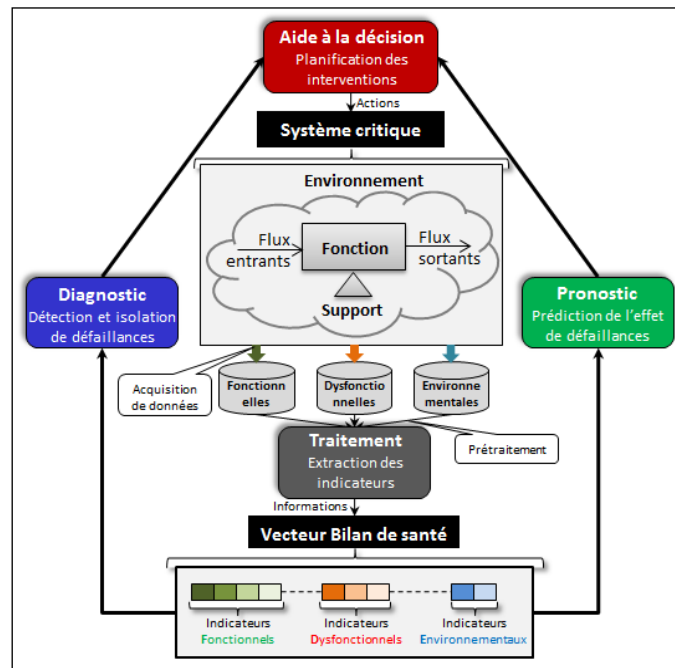 Aide à la décision
Planification des
interventions
Actions
Système critique
Environnement
Flux
entrants
Fonction
Flux
sortants
Support
Diagnostic
Détection et isolation
de défaillances
Pronostic
Prédiction de l'effet
de défaillances
Acquisition
de données
Fonctionn
elles
Dysfonctio
nnelles
Environne
mentales
Traitement
Extraction des
indicateurs
Prétraitement
Informations
Vecteur Bilan de santé
Indicateurs
Fonctionnels
Indicateurs
Dysfonctionnels
Indicateurs
Environnementaux